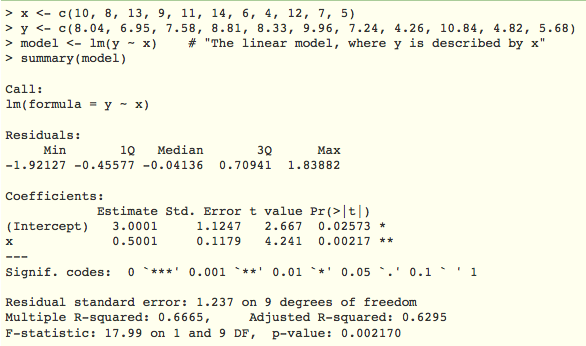 > x <- c(10, 8, 13, 9, 11, 14, 6, 4, 12, 7, 5)
> y <- c(8.04, 6.95, 7.58, 8.81, 8.33, 9.96, 7.24, 4.26, 10.84, 4.82, 5.68)
> model <- lm(y ~ x)    # "The linear model, where y is described by x"
> summary(model)

Call:
lm(formula = y ~ x)

Residuals:
     Min       1Q   Median       3Q      Max
-1.92127 -0.45577 -0.04136  0.70941  1.83882

Coefficients:
            Estimate Std. Error t value Pr(>|t|)
(Intercept)   3.0001     1.1247   2.667  0.02573 *
x             0.5001     0.1179   4.241  0.00217 **
---
Signif. codes:  0 `***' 0.001 `**' 0.01 `*' 0.05 `.' 0.1 ` ' 1

Residual standard error: 1.237 on 9 degrees of freedom
Multiple R-squared: 0.6665,     Adjusted R-squared: 0.6295
F-statistic: 17.99 on 1 and 9 DF,  p-value: 0.002170